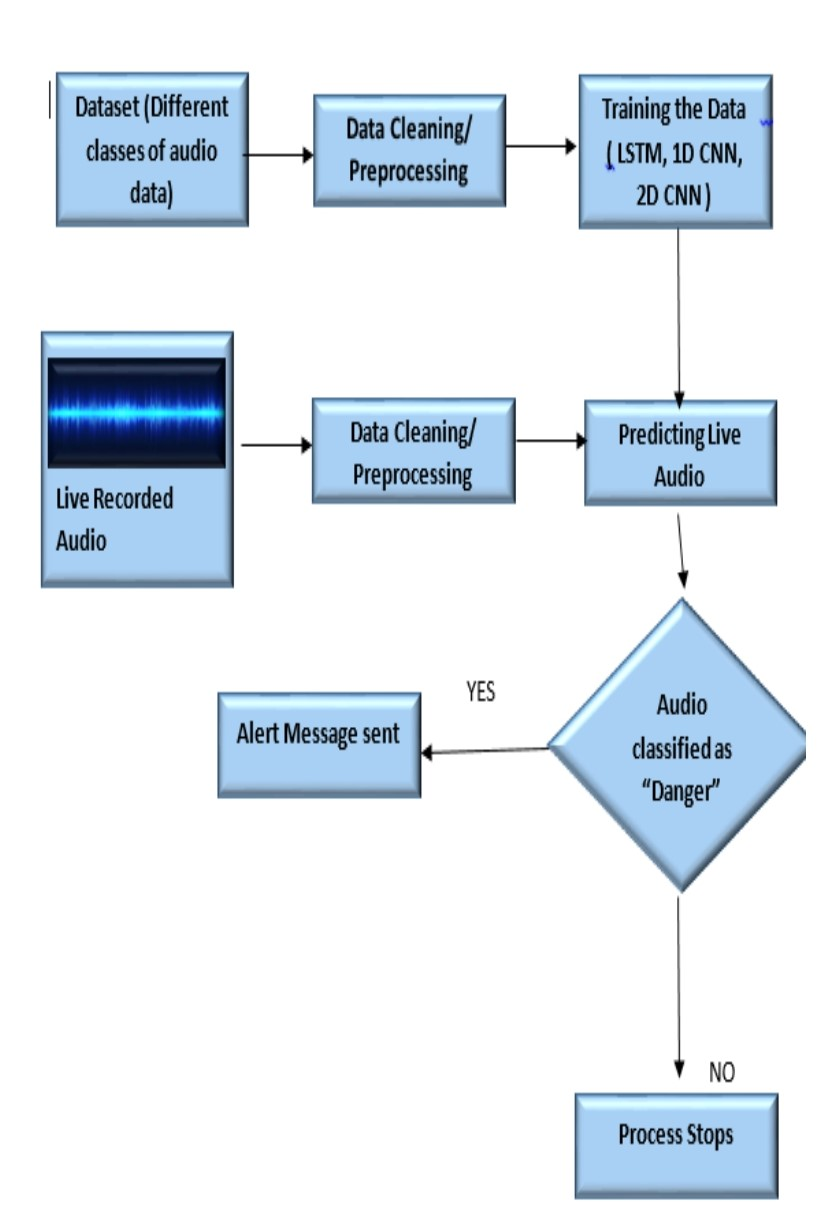 Dataset (Different
classes of audio
data)
Data Cleaning/
Preprocessing
Training the Data
( LSTM, 1D CNN,
2D CNN )
Live Recorded
Audio
Data Cleaning/
Preprocessing
Predicting Live
Audio
YES
Alert Message sent
Audio
classified as
“Danger”
NO
Process Stops